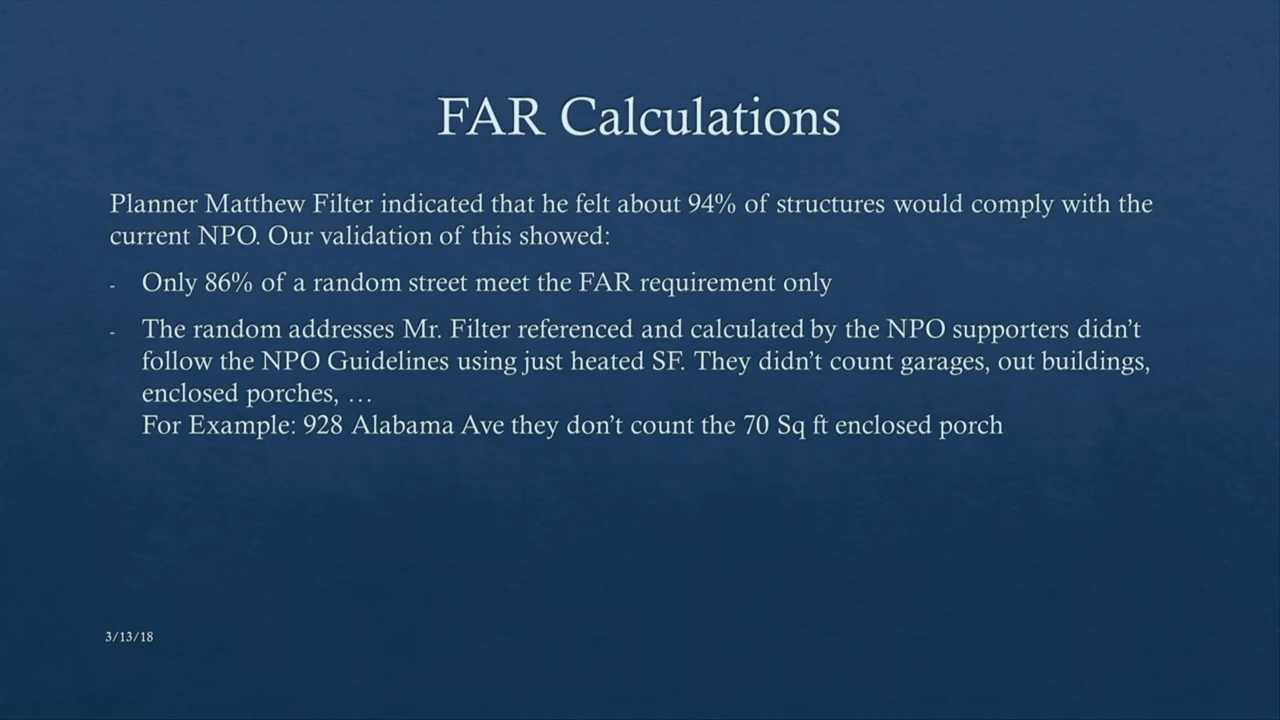 FAR Calculations
Planner Matthew Filter indicated that he felt about 94% of structures would comply with the
current NPO. Our validation of this showed:
- Only 86% of a random street meet the FAR requirement only
- The random addresses Mr. Filter referenced and calculated by the NPO supporters didn't
follow the NPO Guidelines using just heated SF. They didn't count garages, out buildings,
enclosed porches, …
For Example: 928 Alabama Ave they don't count the 70 Sq ft enclosed porch
3/13/18